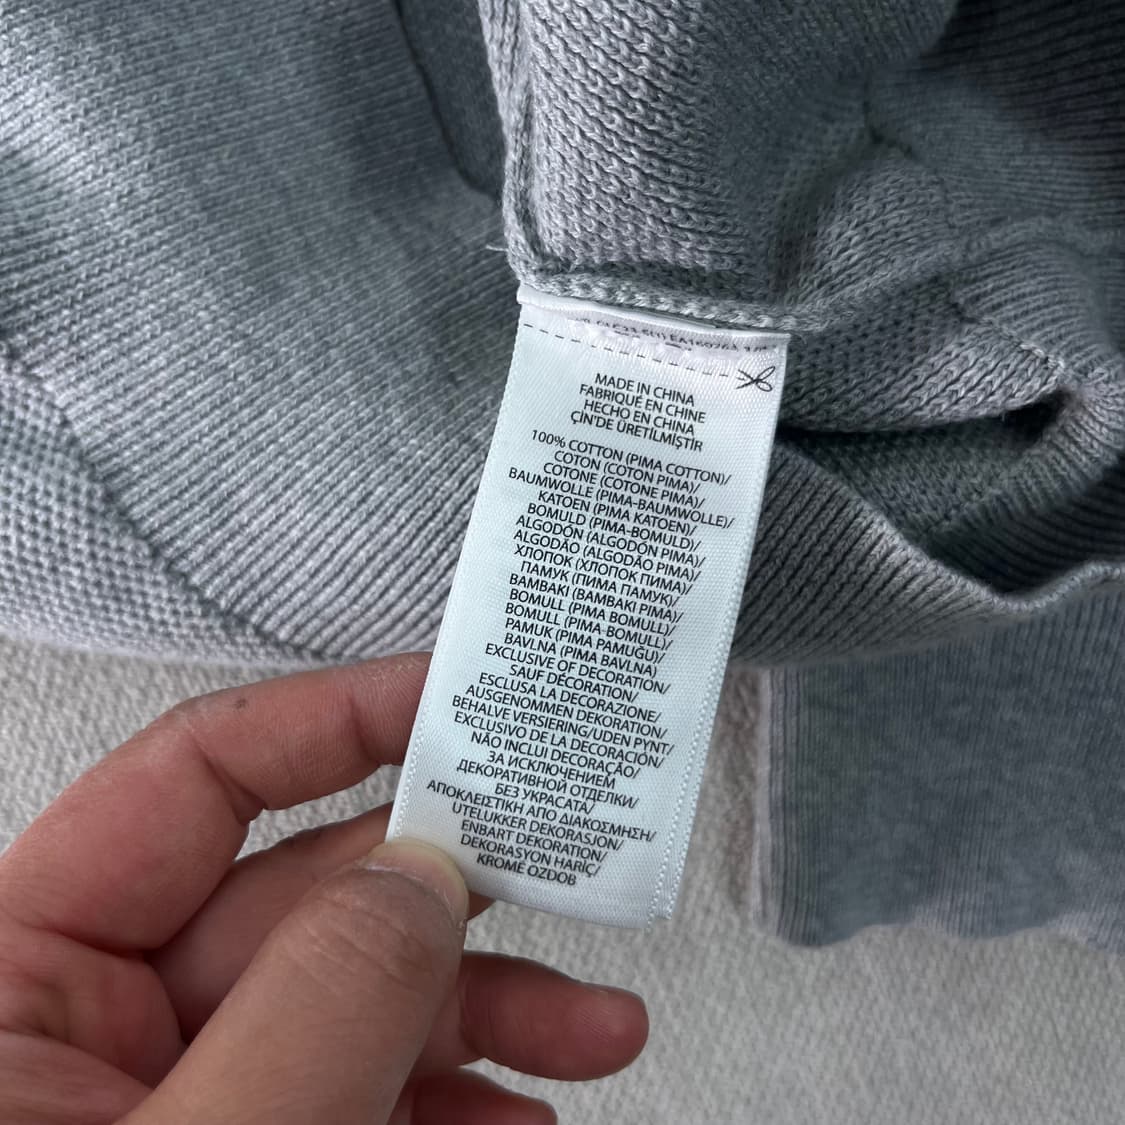 MADE IN CHINA
FABRIQUÉ EN CHINE
HECHO EN CHINA
ÇİN'DE ÜRETİLMİŞTİR
100% COTTON (PIMA COTTON)/
COTON (COTON PIMA)/
COTONE (COTONE PIMA)/
BAUMWOLLE (PIMA-BAUMWOLLE)/
KATOEN (PIMA KATOEN)/
BOMULD (PIMA-BOMULD)/
ALGODÓN (ALGODÓN PIMA)/
ALGODÃO (ALGODÃO PIMA)/
ХЛОПОК (ХЛОПОК ПИМА)/
ПАМУК (ПИМА ПАМУК)/
BAMBAKI (BAMBAKI PIMA)/
BOMULL (PIMA BOMULL)/
BOMULL (PIMA-BOMULL)/
PAMUK (PIMA PAMUĞU)/
BAVLNA (PIMA BAVLNA)
EXCLUSIVE OF DECORATION/
SAUF DÉCORATION/
ESCLUSA LA DECORAZIONE/
AUSGENOMMEN DEKORATION/
BEHALVE VERSIERING/UDEN PYNT/
EXCLUSIVO DE LA DECORACIÓN/
NÃO INCLUI DECORAÇÃO/
ЗА ИСКЛЮЧЕНИЕМ
ДЕКОРАТИВНОЙ ОТДЕЛКИ/
БЕЗ УКРАСАТА/
ΑΠΟΚΛΕΙΣΤΙΚΗ ΑΠΟ ΔΙΑΚΟΣΜΗΣΗ/
UTELUKKER DEKORASJON/
ENBART DEKORATION/
DEKORASYON HARİÇ/
KROMĚ OZDOB